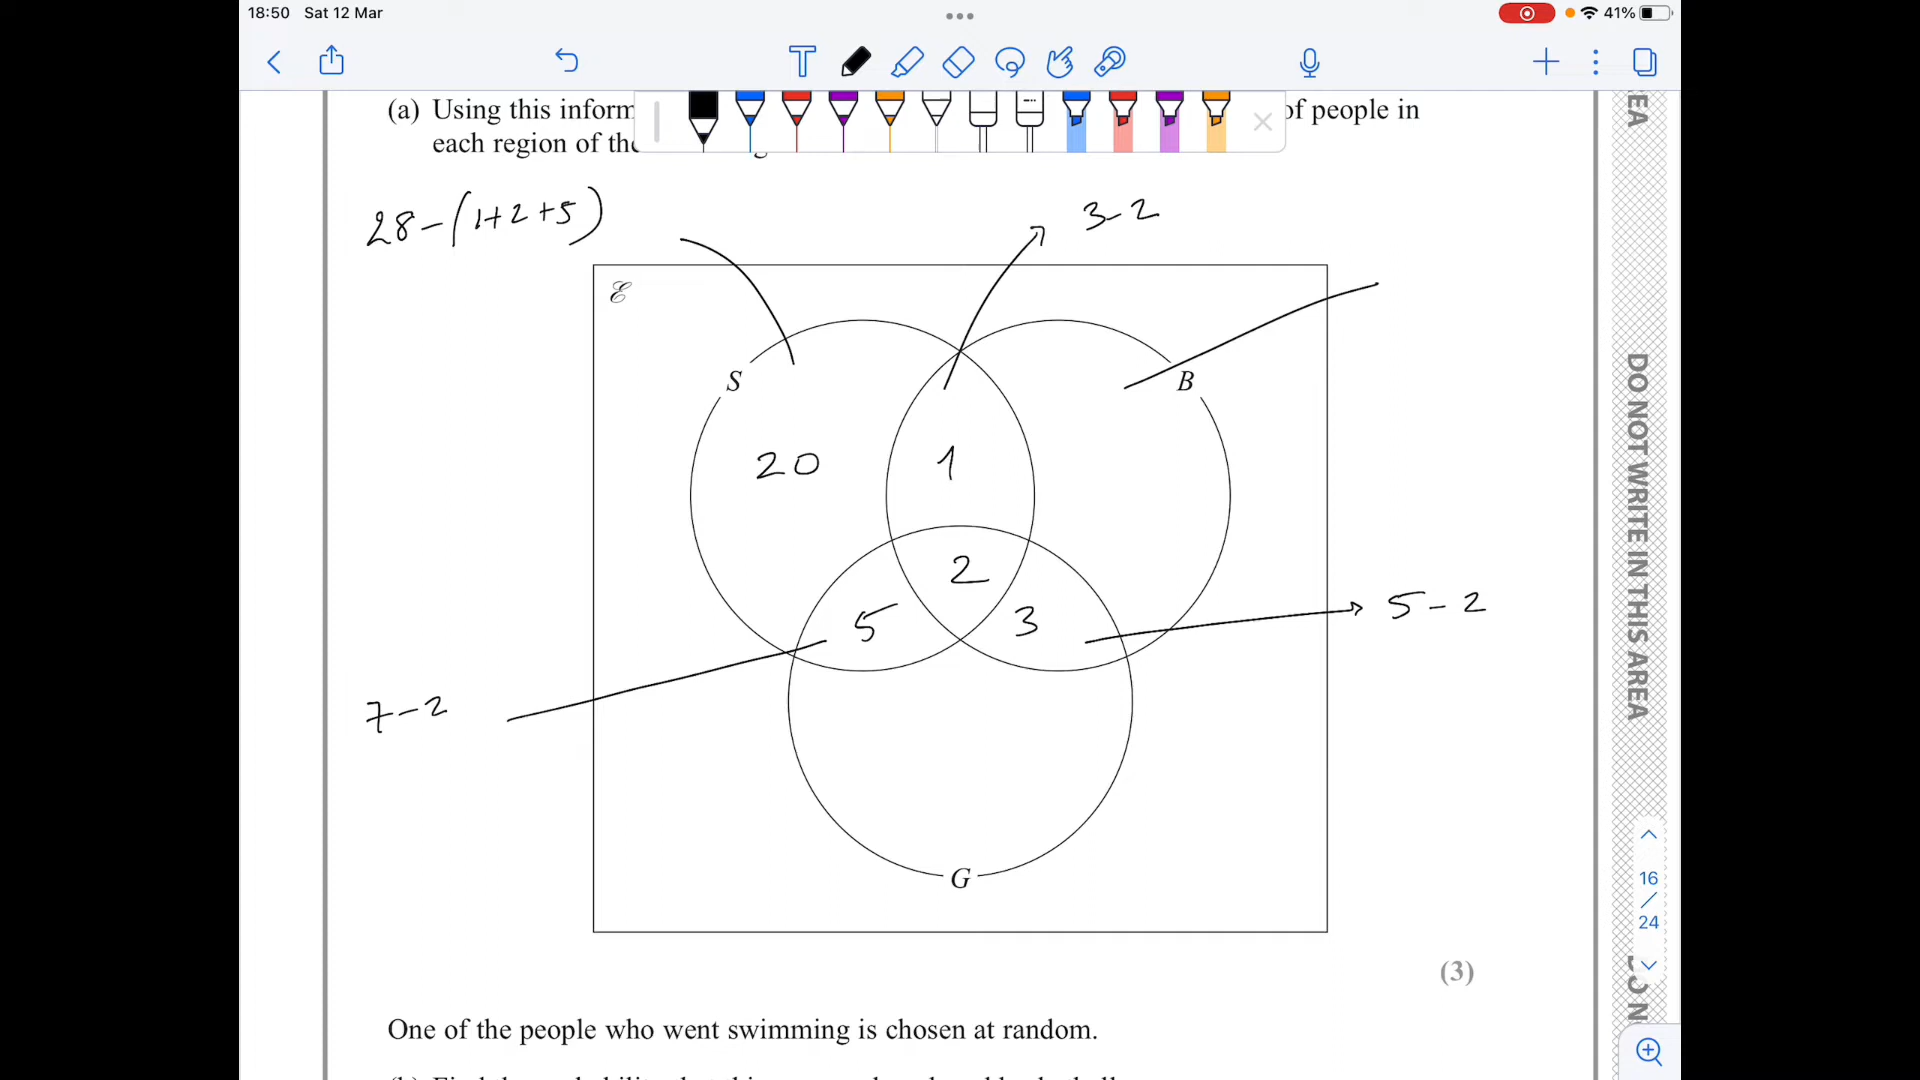 18:50 Sat 12 Mar
41%
T
(a) Using this inform of people in
each region of the
28-(1+2+5)
3-2
ℰ
S
B
20
1
2
5
3
5-2
7-2
G
(3)
One of the people who went swimming is chosen at random.
EA
DO NOT WRITE IN THIS AREA
16
24